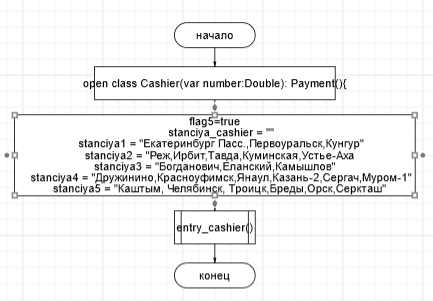 начало
open class Cashier(var number:Double): Payment(){
flag5=true
stanciya_cashier = ""
stanciya1 = "Екатеринбург Пасс.,Первоуральск,Кунгур"
stanciya2 = "Реж,Ирбит,Тавда,Куминская,Устье-Аха
stanciya3 = "Богданович,Еланский,Камышлов"
stanciya4 = "Дружинино,Красноуфимск,Янаул,Казань-2,Сергач,Муром-1"
stanciya5 = "Каштым, Челябинск, Троицк,Бреды,Орск,Серкташ"
entry_cashier()
конец